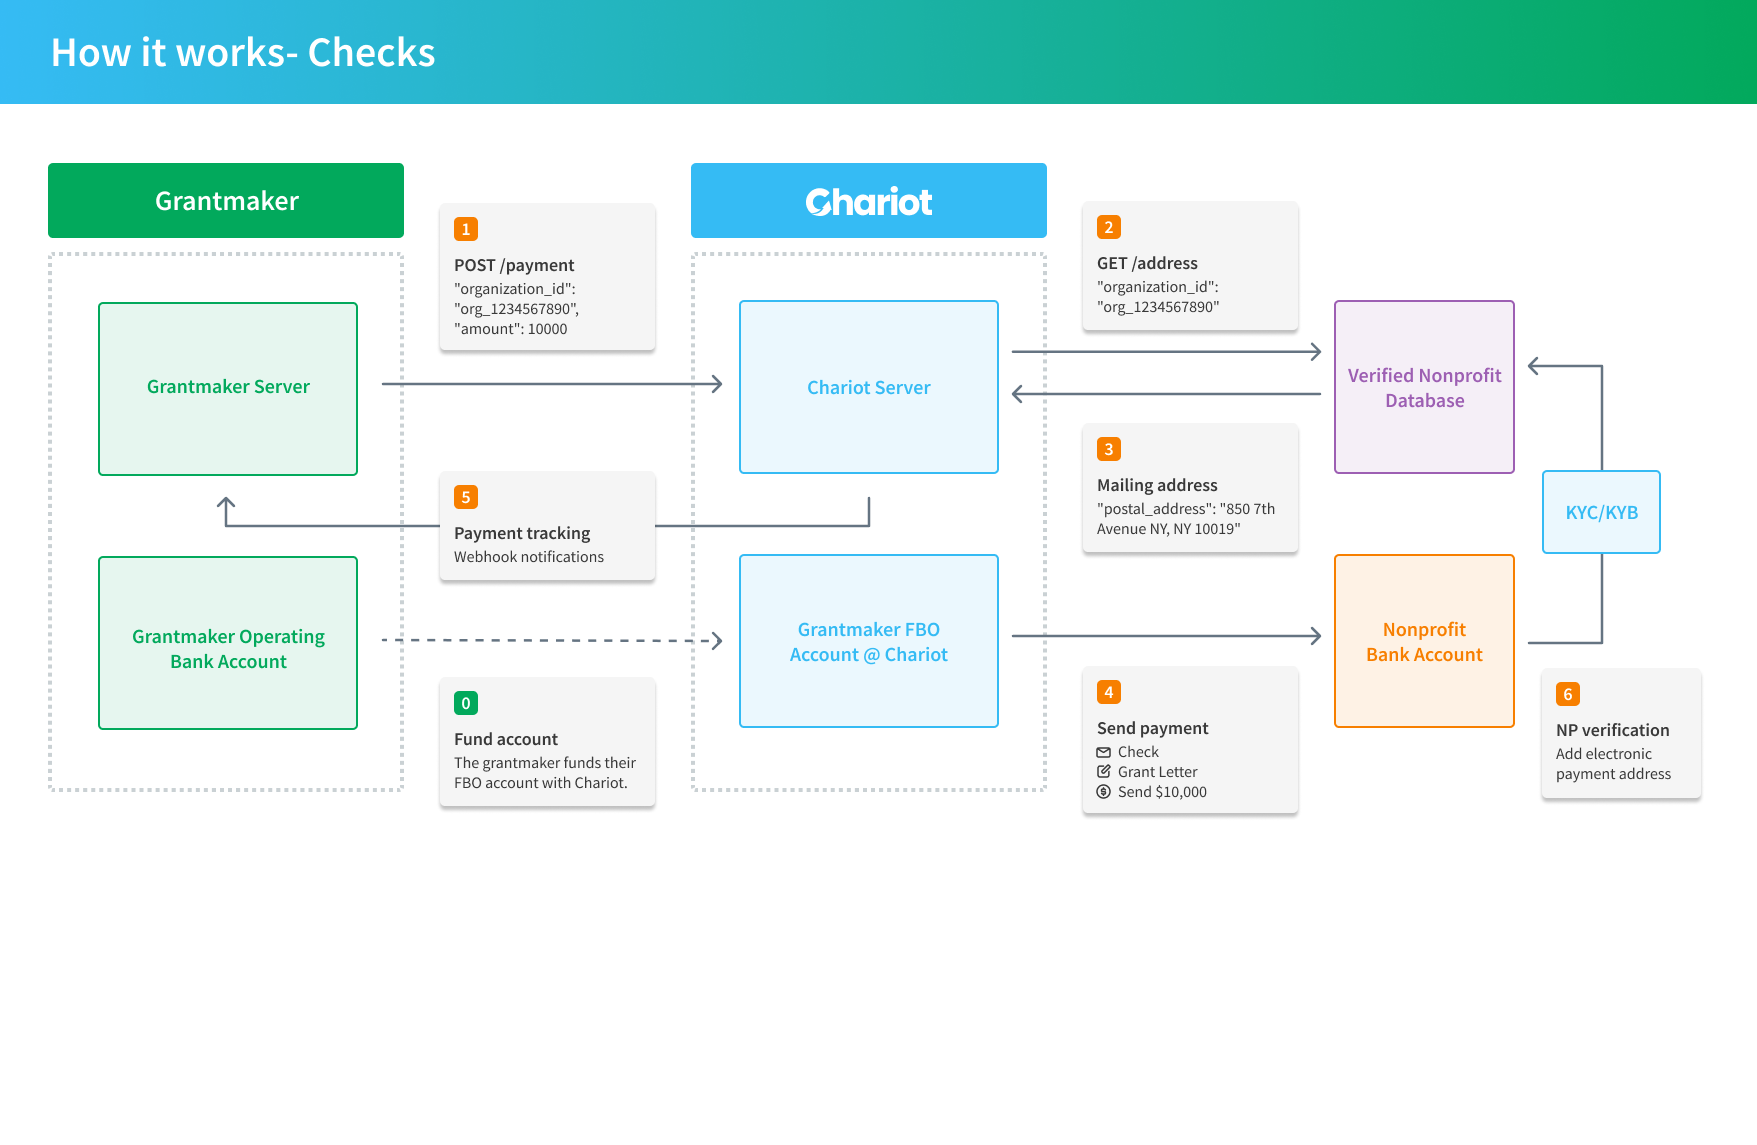 How it works- Checks
Grantmaker
Chariot
1
POST /payment
"organization_id":
"org_1234567890",
"amount": 10000
2
GET /address
"organization_id":
"org_1234567890"
Grantmaker Server
Chariot Server
Verified Nonprofit
Database
3
Mailing address
"postal_address": "850 7th
Avenue NY, NY 10019"
KYC/KYB
5
Payment tracking
Webhook notifications
Grantmaker Operating
Bank Account
Grantmaker FBO
Account @ Chariot
Nonprofit
Bank Account
0
Fund account
The grantmaker funds their
FBO account with Chariot.
4
Send payment
Check
Grant Letter
Send $10,000
6
NP verification
Add electronic
payment address